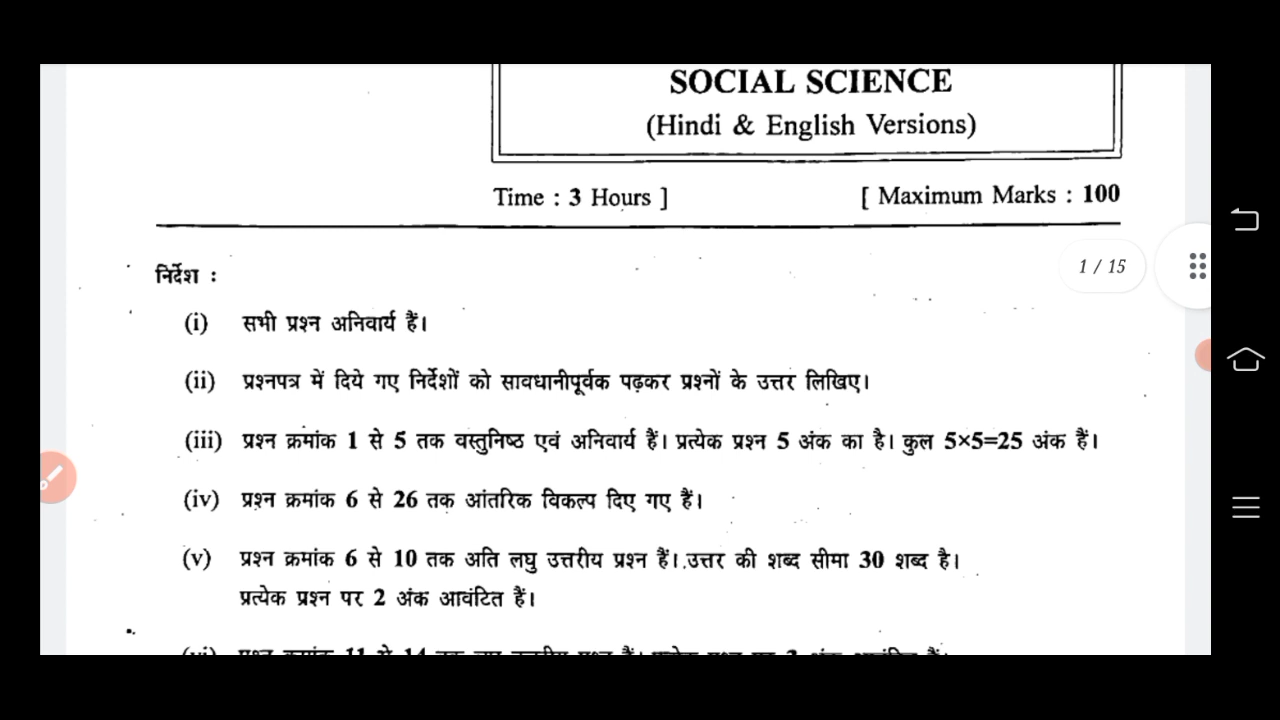 SOCIAL SCIENCE
(Hindi & English Versions)
Time : 3 Hours ] [ Maximum Marks : 100
1 / 15
निर्देश :
(i) सभी प्रश्न अनिवार्य हैं।
(ii) प्रश्नपत्र में दिये गए निर्देशों को सावधानीपूर्वक पढ़कर प्रश्नों के उत्तर लिखिए।
(iii) प्रश्न क्रमांक 1 से 5 तक वस्तुनिष्ठ एवं अनिवार्य हैं। प्रत्येक प्रश्न 5 अंक का है। कुल 5×5=25 अंक हैं।
(iv) प्रश्न क्रमांक 6 से 26 तक आंतरिक विकल्प दिए गए हैं।
(v) प्रश्न क्रमांक 6 से 10 तक अति लघु उत्तरीय प्रश्न हैं। उत्तर की शब्द सीमा 30 शब्द है।
प्रत्येक प्रश्न पर 2 अंक आवंटित हैं।